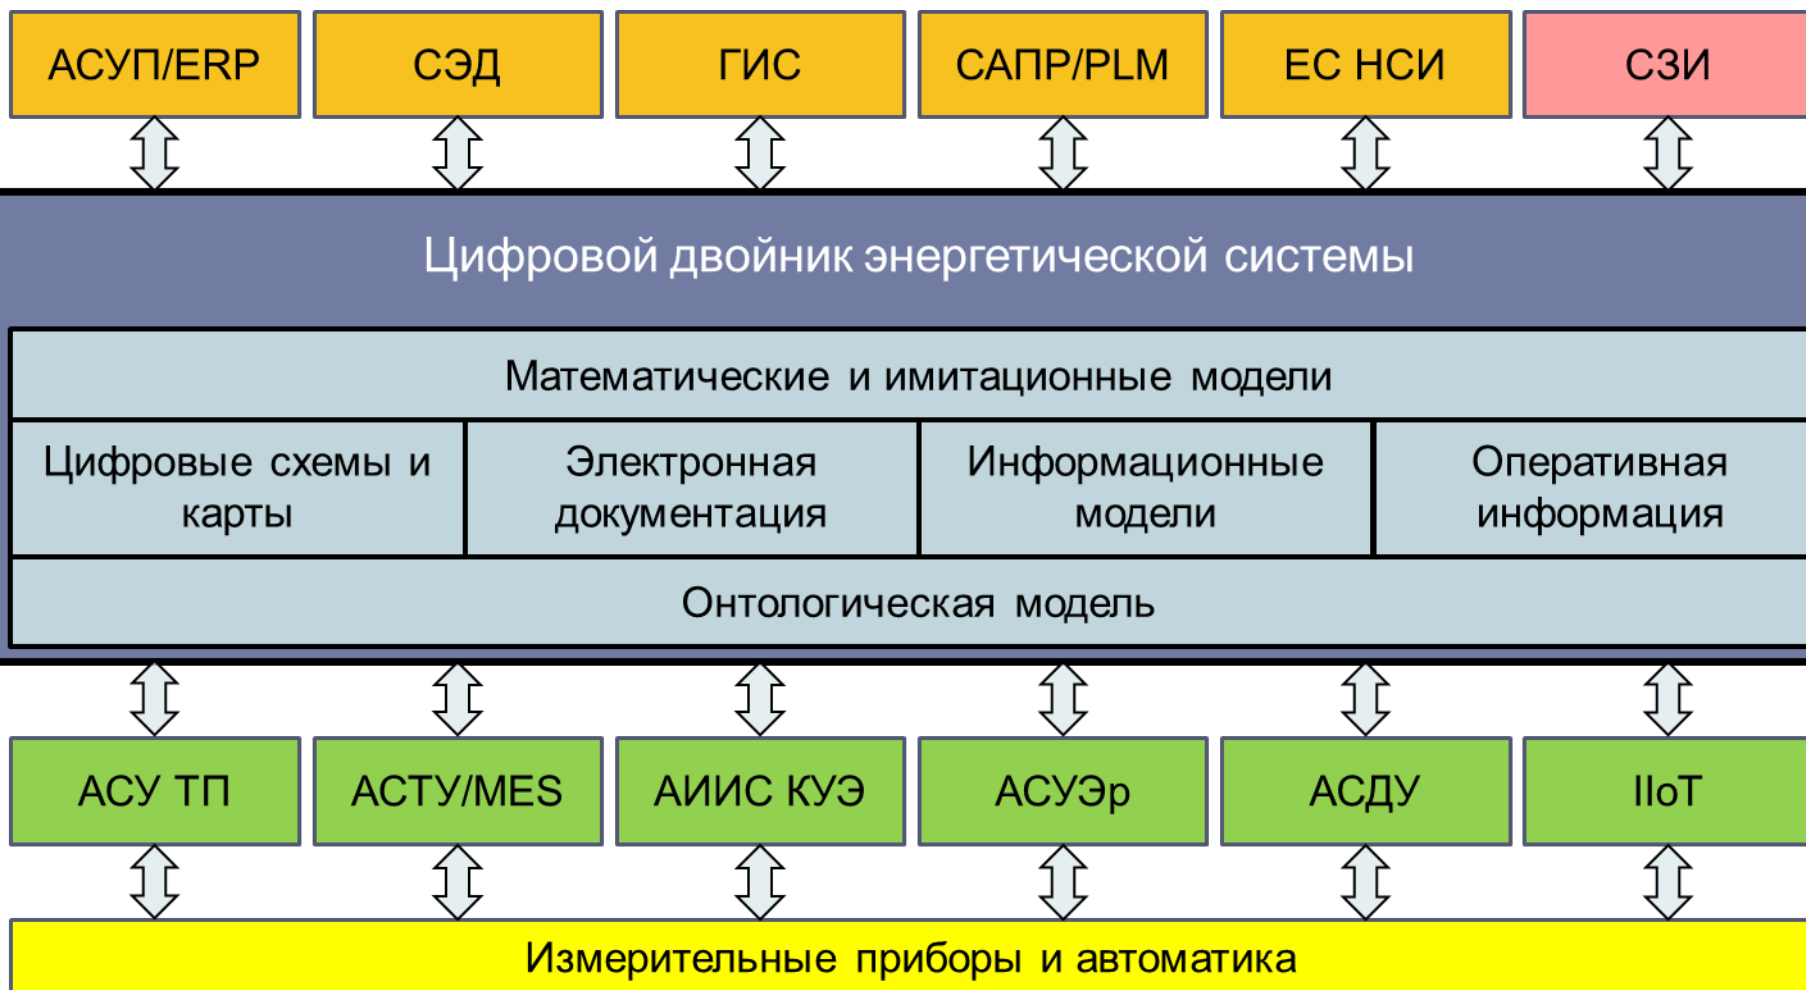 АСУП/ERP
СЭД
ГИС
САПР/PLM
ЕС НСИ
СЗИ
Цифровой двойник энергетической системы
Математические и имитационные модели
Цифровые схемы и
карты
Электронная
документация
Информационные
модели
Оперативная
информация
Онтологическая модель
АСУ ТП
АСТУ/MES
АИИС КУЭ
АСУЭр
АСДУ
IIoT
Измерительные приборы и автоматика